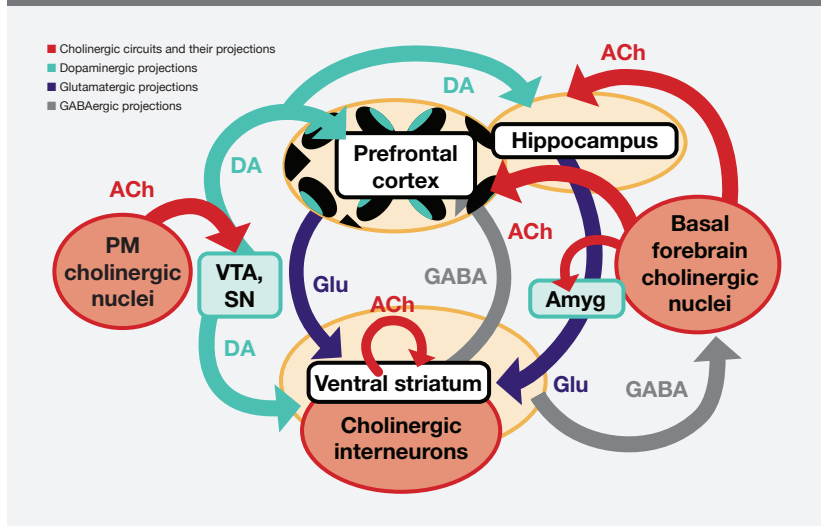 Cholinergic circuits and their projections
Dopaminergic projections
Glutamatergic projections
GABAergic projections
ACh
DA
Hippocampus
Prefrontal
cortex
DA
ACh
PM
cholinergic
nuclei
VTA,
SN
ACh
Basal
forebrain
cholinergic
nuclei
Glu
GABA
Amyg
ACh
DA
Ventral striatum
Glu
GABA
Cholinergic
interneurons